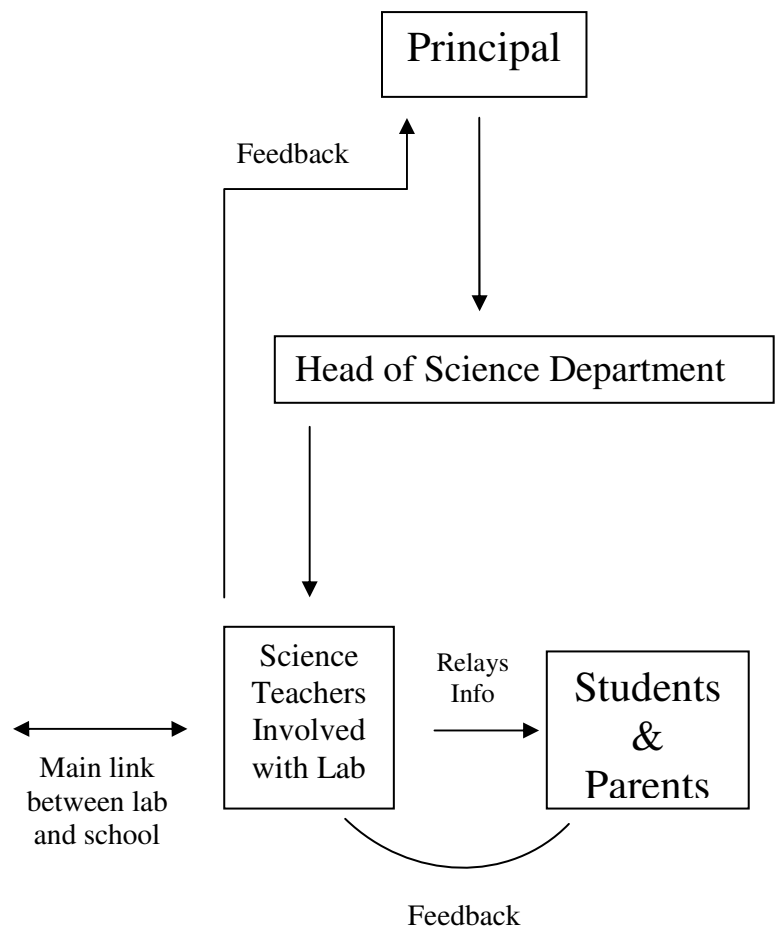 Principal
Feedback
Head of Science Department
Science
Teachers
Involved
with Lab
Relays
Info
Students
&
Parents
Main link
between lab
and school
Feedback